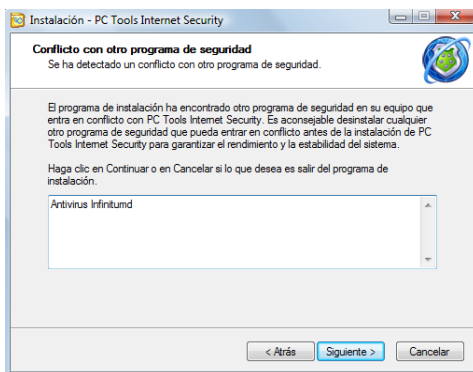 Instalación - PC Tools Internet Security
Conflicto con otro programa de seguridad
Se ha detectado un conflicto con otro programa de seguridad.
El programa de instalación ha encontrado otro programa de seguridad en su equipo que
entra en conflicto con PC Tools Internet Security. Es aconsejable desinstalar cualquier
otro programa de seguridad que pueda entrar en conflicto antes de la instalación de PC
Tools Internet Security para garantizar el rendimiento y la estabilidad del sistema.
Haga clic en Continuar o en Cancelar si lo que desea es salir del programa de
instalación.
Antivirus Infinitumd
< Atrás Siguiente > Cancelar